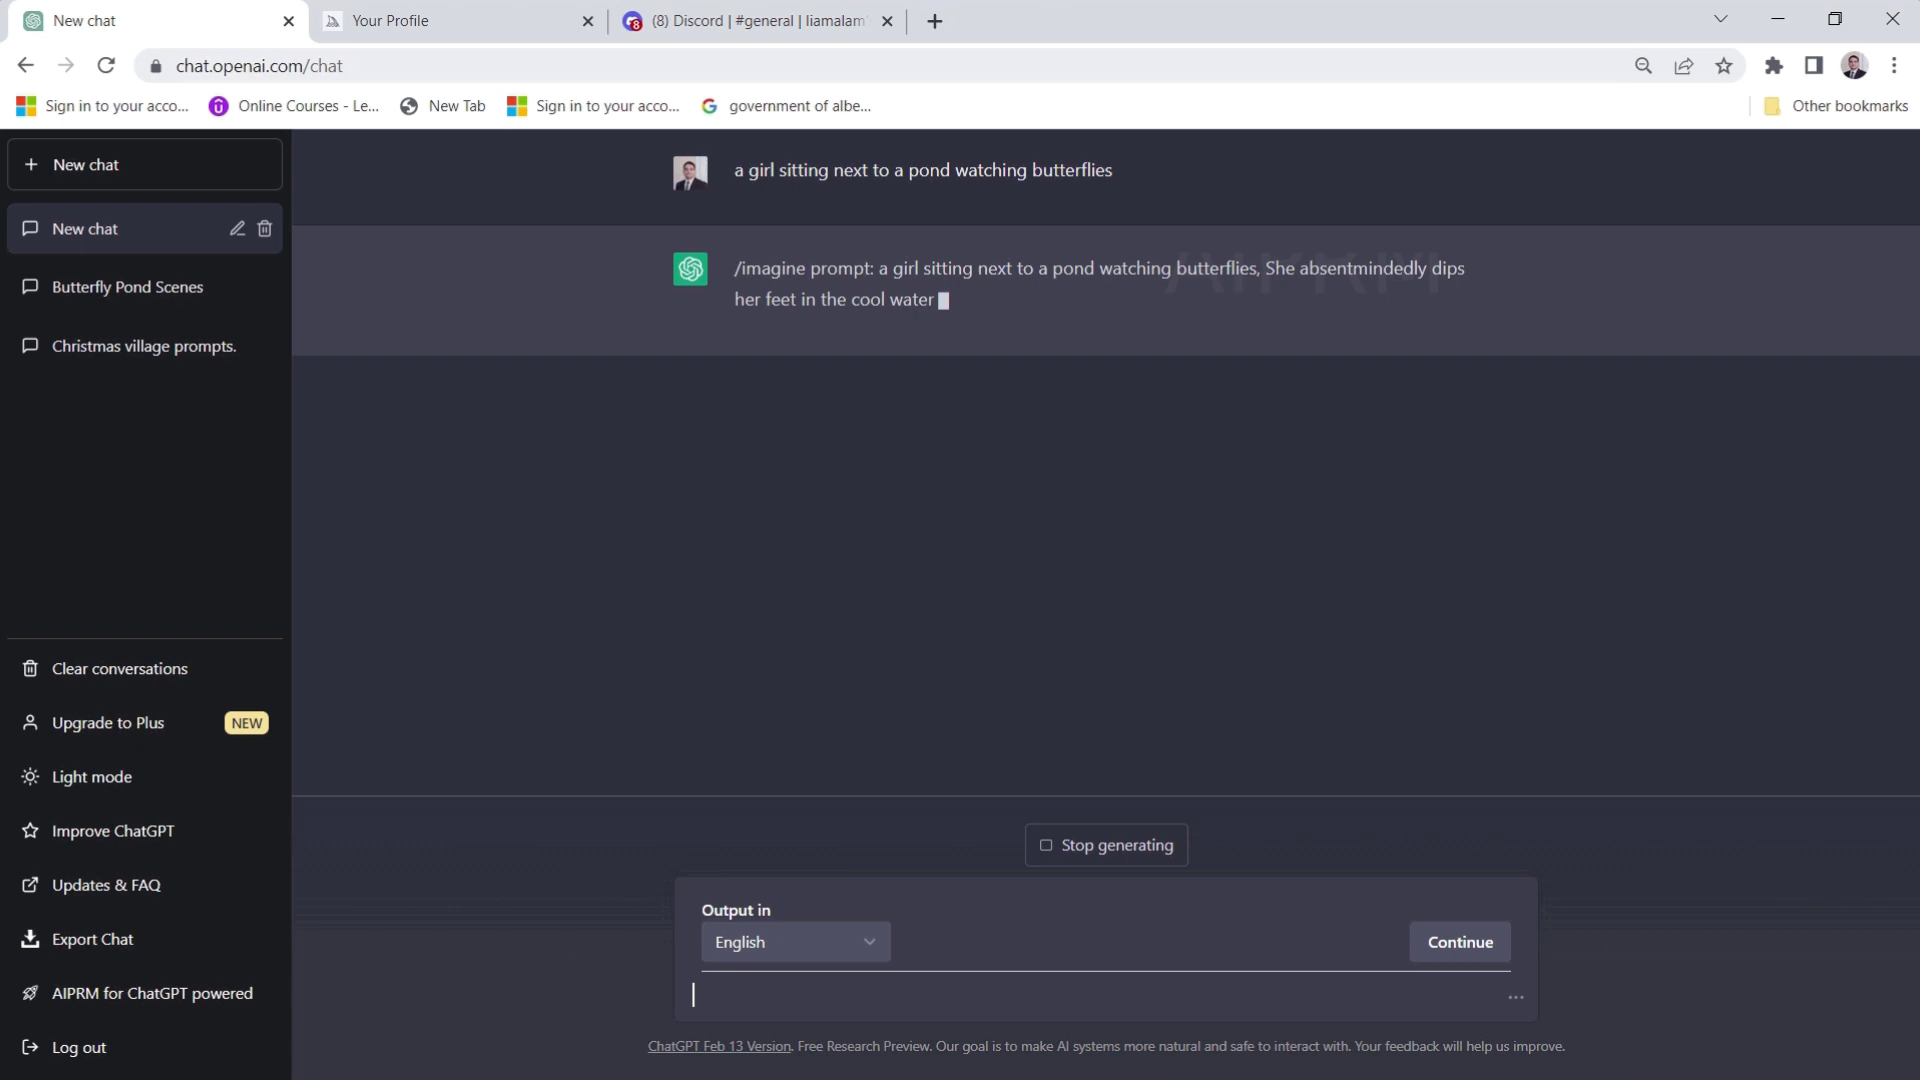 New chat
Your Profile
(8) Discord | #general | liamalam
chat.openai.com/chat
Sign in to your acco...
Online Courses - Le...
New Tab
Sign in to your acco...
government of albe...
Other bookmarks
New chat
New chat
Butterfly Pond Scenes
Christmas village prompts.
Clear conversations
Upgrade to Plus
NEW
Light mode
Improve ChatGPT
Updates & FAQ
Export Chat
AIPRM for ChatGPT powered
Log out
a girl sitting next to a pond watching butterflies
/imagine prompt: a girl sitting next to a pond watching butterflies, She absentmindedly dips
her feet in the cool water
Stop generating
Output in
English
Continue
ChatGPT Feb 13 Version. Free Research Preview. Our goal is to make AI systems more natural and safe to interact with. Your feedback will help us improve.